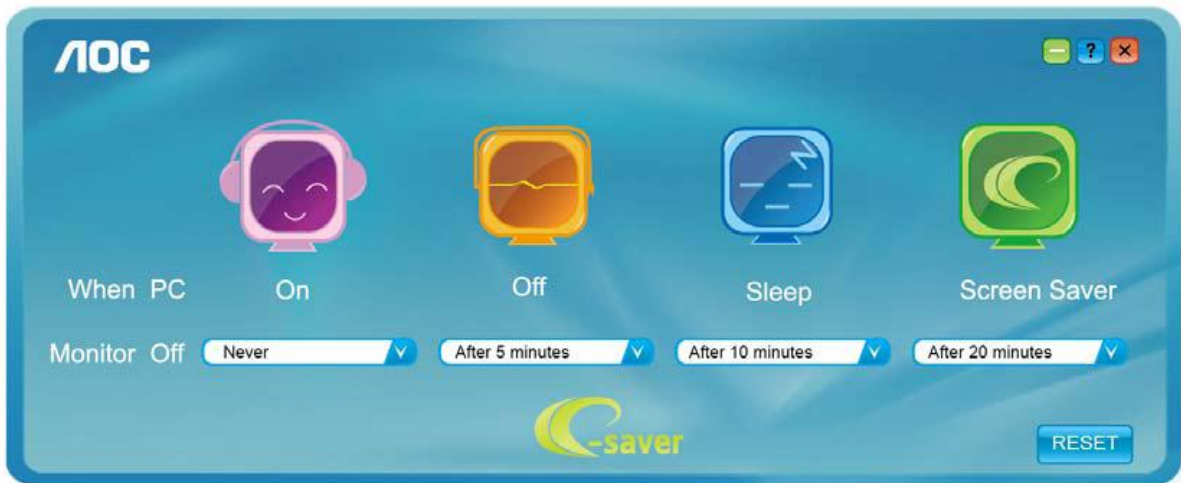 AOC
?
When PC On Off Sleep Screen Saver
Monitor Off Never After 5 minutes After 10 minutes After 20 minutes
-saver
RESET